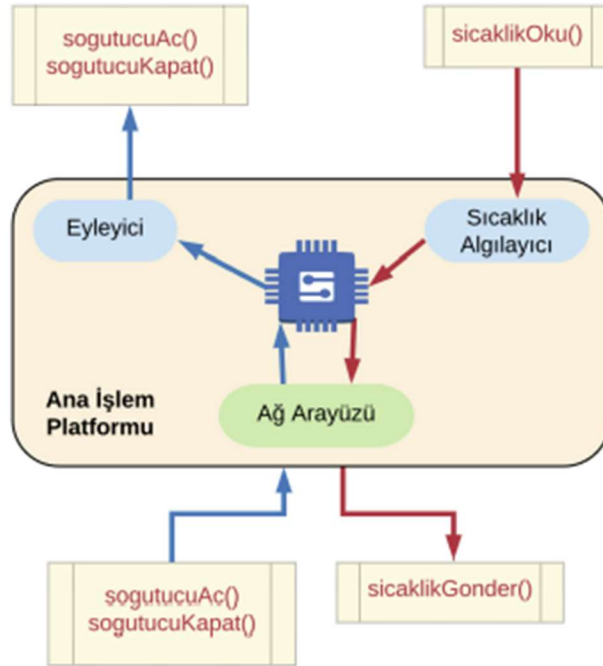 sogutucuAc()
sogutucuKapat()
sicaklikOku()
Eyleyici
Sıcaklık
Algılayıcı
Ana İşlem
Platformu
Ağ Arayüzü
sogutucuAc()
sogutucuKapat()
sicaklikGonder()